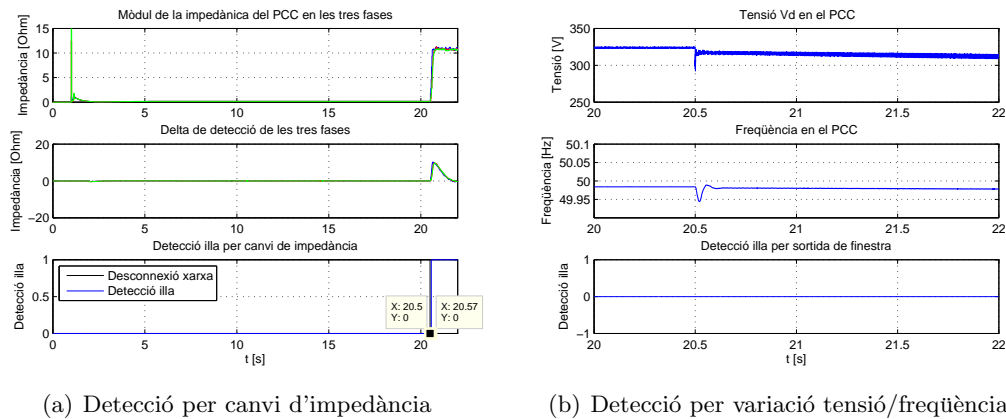 Mòdul de la impedànica del PCC en les tres fases
Impedància [Ohm]
15
10
5
0
0 5 10 15 20
Delta de detecció de les tres fases
Impedància [Ohm]
20
0
−20
0 5 10 15 20
Detecció illa per canvi de impedància
Detecció illa
1
0.5
0
Desconnexió xarxa
Detecció illa
X: 20.5
Y: 0
X: 20.57
Y: 0
0 5 10 15 20
t [s]
(a) Detecció per canvi d'impedància
Tensió Vd en el PCC
Tensió [V]
350
300
250
20 20.5 21 21.5 22
Freqüència en el PCC
Freqüència [Hz]
50.1
50.05
50
49.95
20 20.5 21 21.5 22
Detecció illa per sortida de finestra
Detecció illa
1
0
−1
20 20.5 21 21.5 22
t [s]
(b) Detecció per variació tensió/freqüència